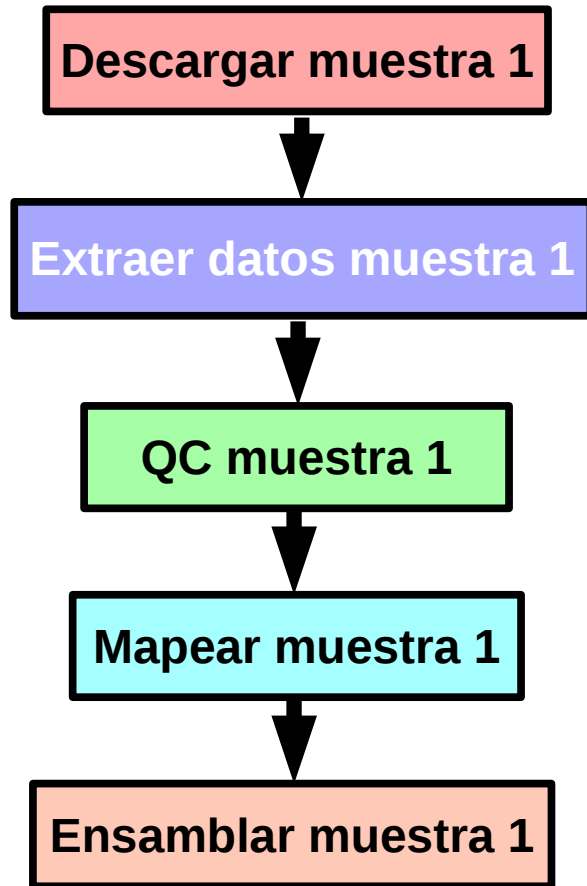 Descargar muestra 1
Extraer datos muestra 1
QC muestra 1
Mapear muestra 1
Ensamblar muestra 1